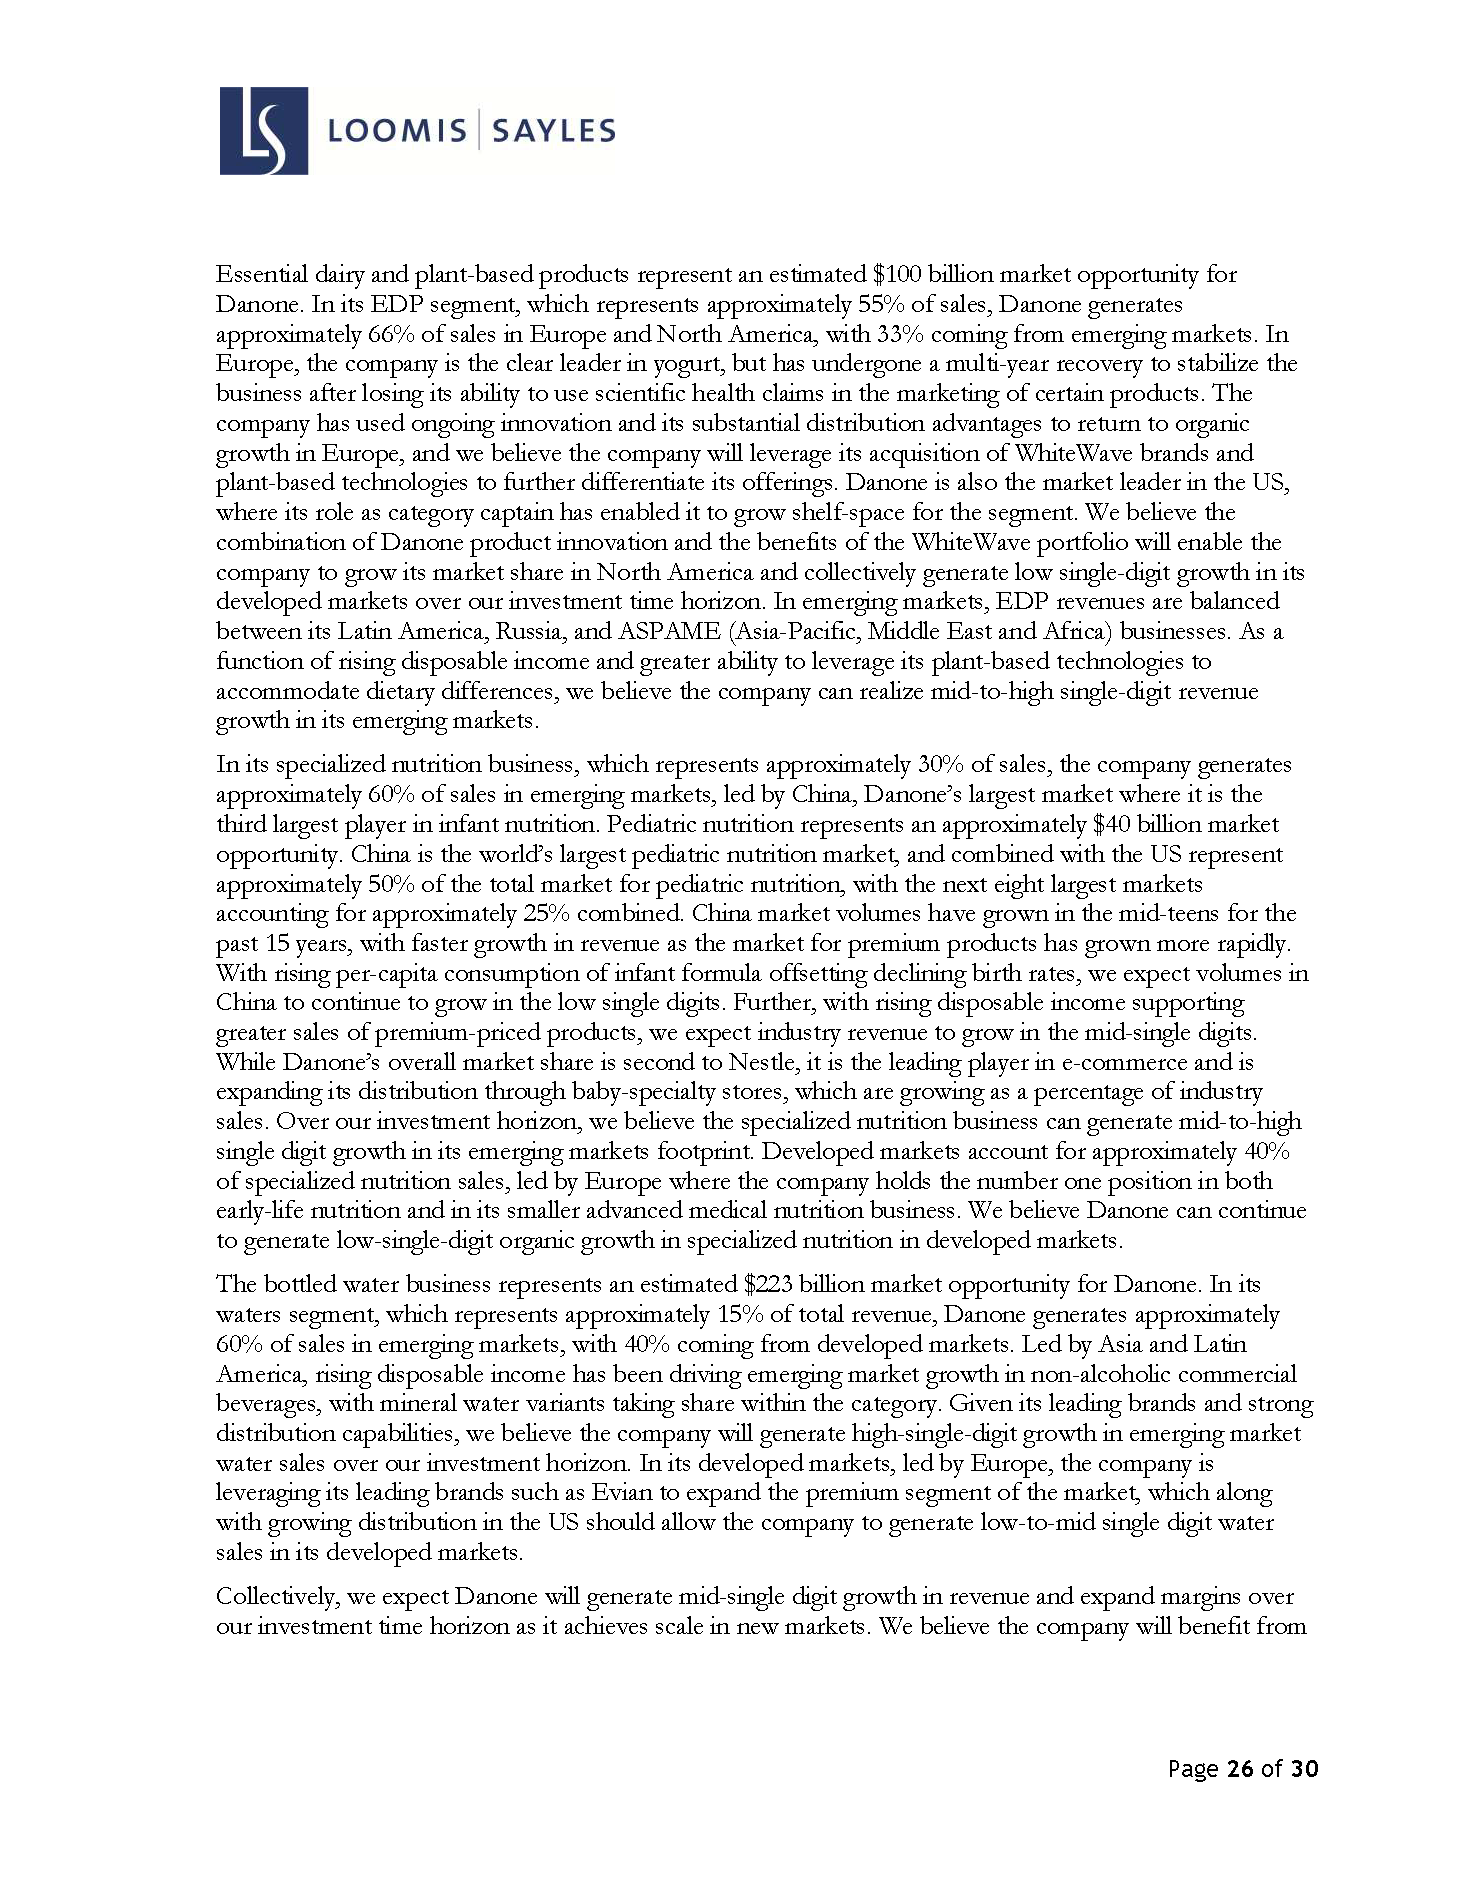 LS LOOMIS | SAYLES
Essential dairy and plant-based products represent an estimated $100 billion market opportunity for
Danone. In its EDP segment, which represents approximately 55% of sales, Danone generates
approximately 66% of sales in Europe and North America, with 33% coming from emerging markets. In
Europe, the company is the clear leader in yogurt, but has undergone a multi-year recovery to stabilize the
business after losing its ability to use scientific health claims in the marketing of certain products. The
company has used ongoing innovation and its substantial distribution advantages to return to organic
growth in Europe, and we believe the company will leverage its acquisition of WhiteWave brands and
plant-based technologies to further differentiate its offerings. Danone is also the market leader in the US,
where its role as category captain has enabled it to grow shelf-space for the segment. We believe the
combination of Danone product innovation and the benefits of the WhiteWave portfolio will enable the
company to grow its market share in North America and collectively generate low single-digit growth in its
developed markets over our investment time horizon. In emerging markets, EDP revenues are balanced
between its Latin America, Russia, and ASPAME (Asia-Pacific, Middle East and Africa) businesses. As a
function of rising disposable income and greater ability to leverage its plant-based technologies to
accommodate dietary differences, we believe the company can realize mid-to-high single-digit revenue
growth in its emerging markets.
In its specialized nutrition business, which represents approximately 30% of sales, the company generates
approximately 60% of sales in emerging markets, led by China, Danone's largest market where it is the
third largest player in infant nutrition. Pediatric nutrition represents an approximately $40 billion market
opportunity. China is the world's largest pediatric nutrition market, and combined with the US represent
approximately 50% of the total market for pediatric nutrition, with the next eight largest markets
accounting for approximately 25% combined. China market volumes have grown in the mid-teens for the
past 15 years, with faster growth in revenue as the market for premium products has grown more rapidly.
With rising per-capita consumption of infant formula offsetting declining birth rates, we expect volumes in
China to continue to grow in the low single digits. Further, with rising disposable income supporting
greater sales of premium-priced products, we expect industry revenue to grow in the mid-single digits.
While Danone's overall market share is second to Nestle, it is the leading player in e-commerce and is
expanding its distribution through baby-specialty stores, which are growing as a percentage of industry
sales. Over our investment horizon, we believe the specialized nutrition business can generate mid-to-high
single digit growth in its emerging markets footprint. Developed markets account for approximately 40%
of specialized nutrition sales, led by Europe where the company holds the number one position in both
early-life nutrition and in its smaller advanced medical nutrition business. We believe Danone can continue
to generate low-single-digit organic growth in specialized nutrition in developed markets.
The bottled water business represents an estimated $223 billion market opportunity for Danone. In its
waters segment, which represents approximately 15% of total revenue, Danone generates approximately
60% of sales in emerging markets, with 40% coming from developed markets. Led by Asia and Latin
America, rising disposable income has been driving emerging market growth in non-alcoholic commercial
beverages, with mineral water variants taking share within the category. Given its leading brands and strong
distribution capabilities, we believe the company will generate high-single-digit growth in emerging market
water sales over our investment horizon. In its developed markets, led by Europe, the company is
leveraging its leading brands such as Evian to expand the premium segment of the market, which along
with growing distribution in the US should allow the company to generate low-to-mid single digit water
sales in its developed markets.
Collectively, we expect Danone will generate mid-single digit growth in revenue and expand margins over
our investment time horizon as it achieves scale in new markets. We believe the company will benefit from
Page 26 of 30